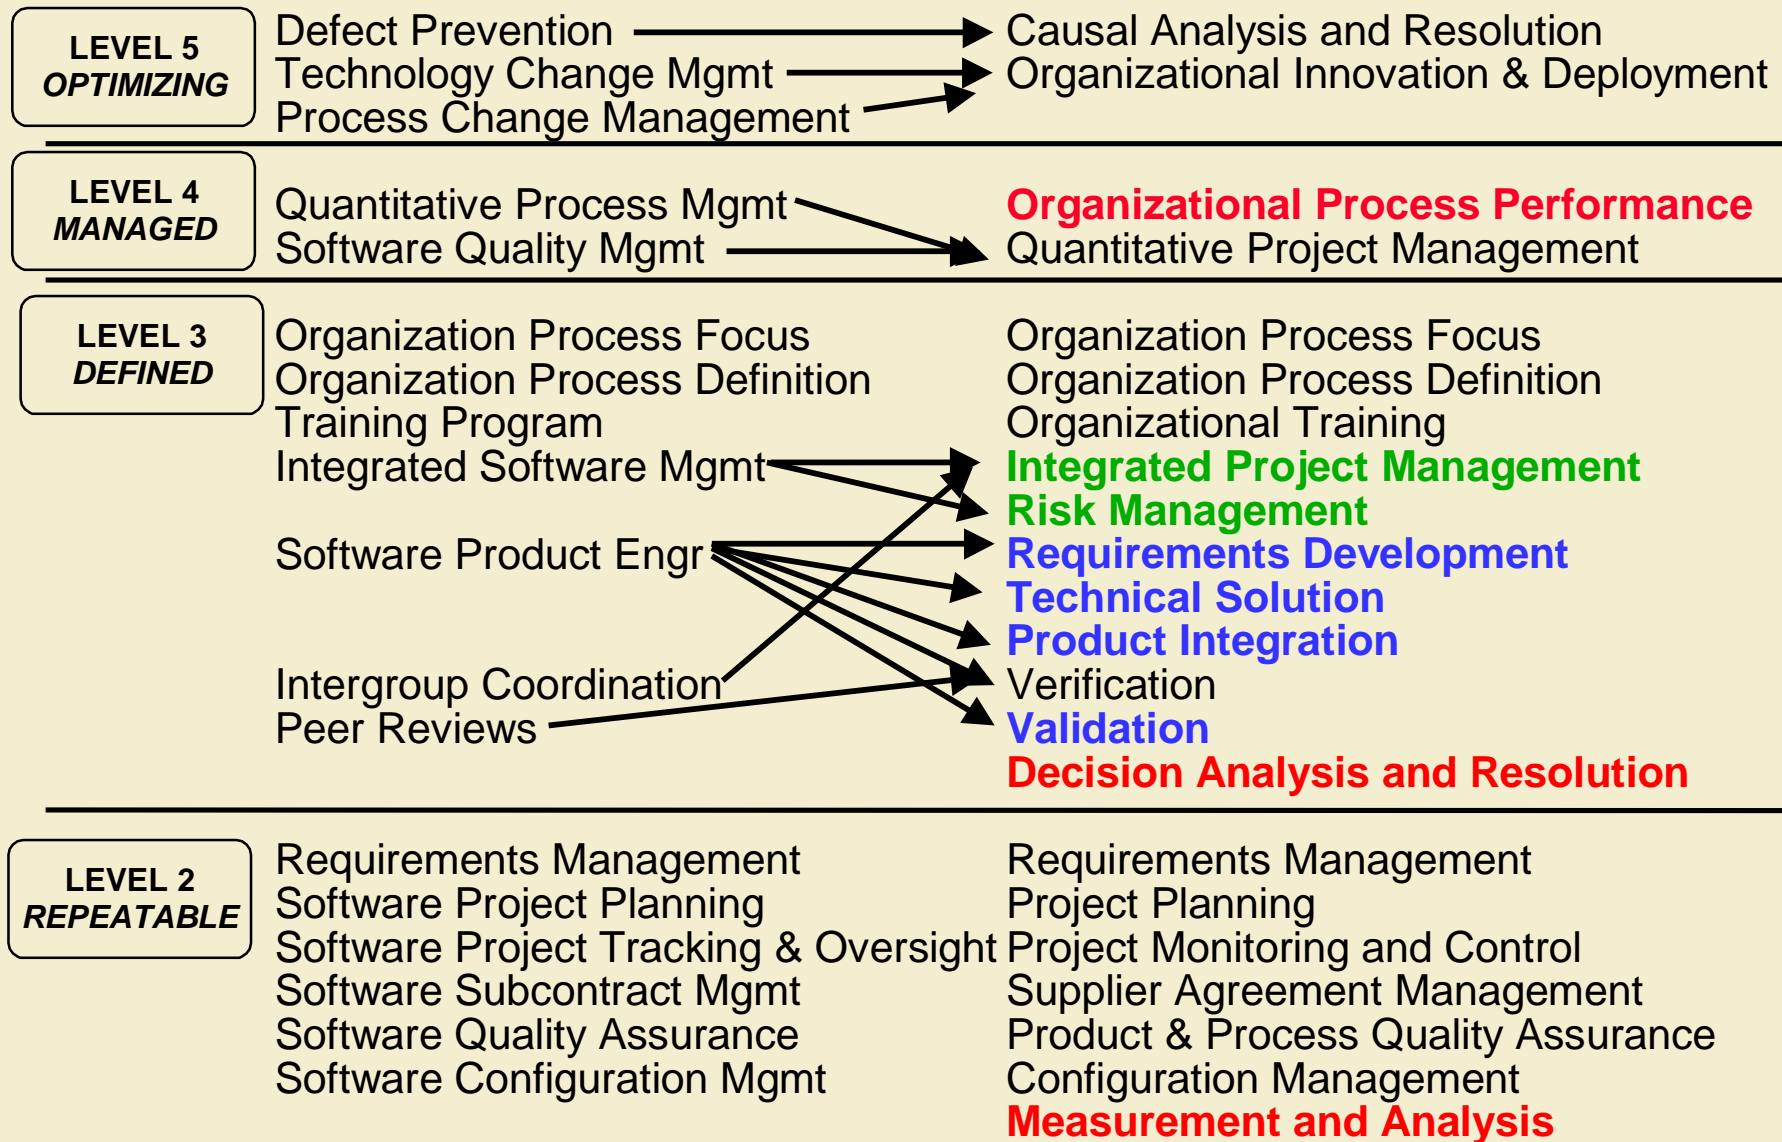 LEVEL 5
OPTIMIZING
Defect Prevention
Causal Analysis and Resolution
Technology Change Mgmt
Organizational Innovation & Deployment
Process Change Management
LEVEL 4
MANAGED
Quantitative Process Mgmt
Organizational Process Performance
Software Quality Mgmt
Quantitative Project Management
LEVEL 3
DEFINED
Organization Process Focus
Organization Process Focus
Organization Process Definition
Organization Process Definition
Training Program
Organizational Training
Integrated Software Mgmt
Integrated Project Management
Risk Management
Software Product Engr
Requirements Development
Technical Solution
Product Integration
Intergroup Coordination
Verification
Peer Reviews
Validation
Decision Analysis and Resolution
LEVEL 2
REPEATABLE
Requirements Management
Requirements Management
Software Project Planning
Project Planning
Software Project Tracking & Oversight
Project Monitoring and Control
Software Subcontract Mgmt
Supplier Agreement Management
Software Quality Assurance
Product & Process Quality Assurance
Software Configuration Mgmt
Configuration Management
Measurement and Analysis